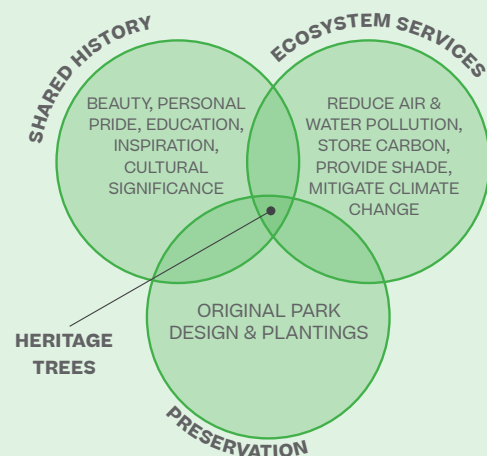 SHARED HISTORY
BEAUTY, PERSONAL
PRIDE, EDUCATION,
INSPIRATION,
CULTURAL
SIGNIFICANCE
ECOSYSTEM SERVICES
REDUCE AIR &
WATER POLLUTION,
STORE CARBON,
PROVIDE SHADE,
MITIGATE CLIMATE
CHANGE
ORIGINAL PARK
DESIGN & PLANTINGS
HERITAGE
TREES
PRESERVATION